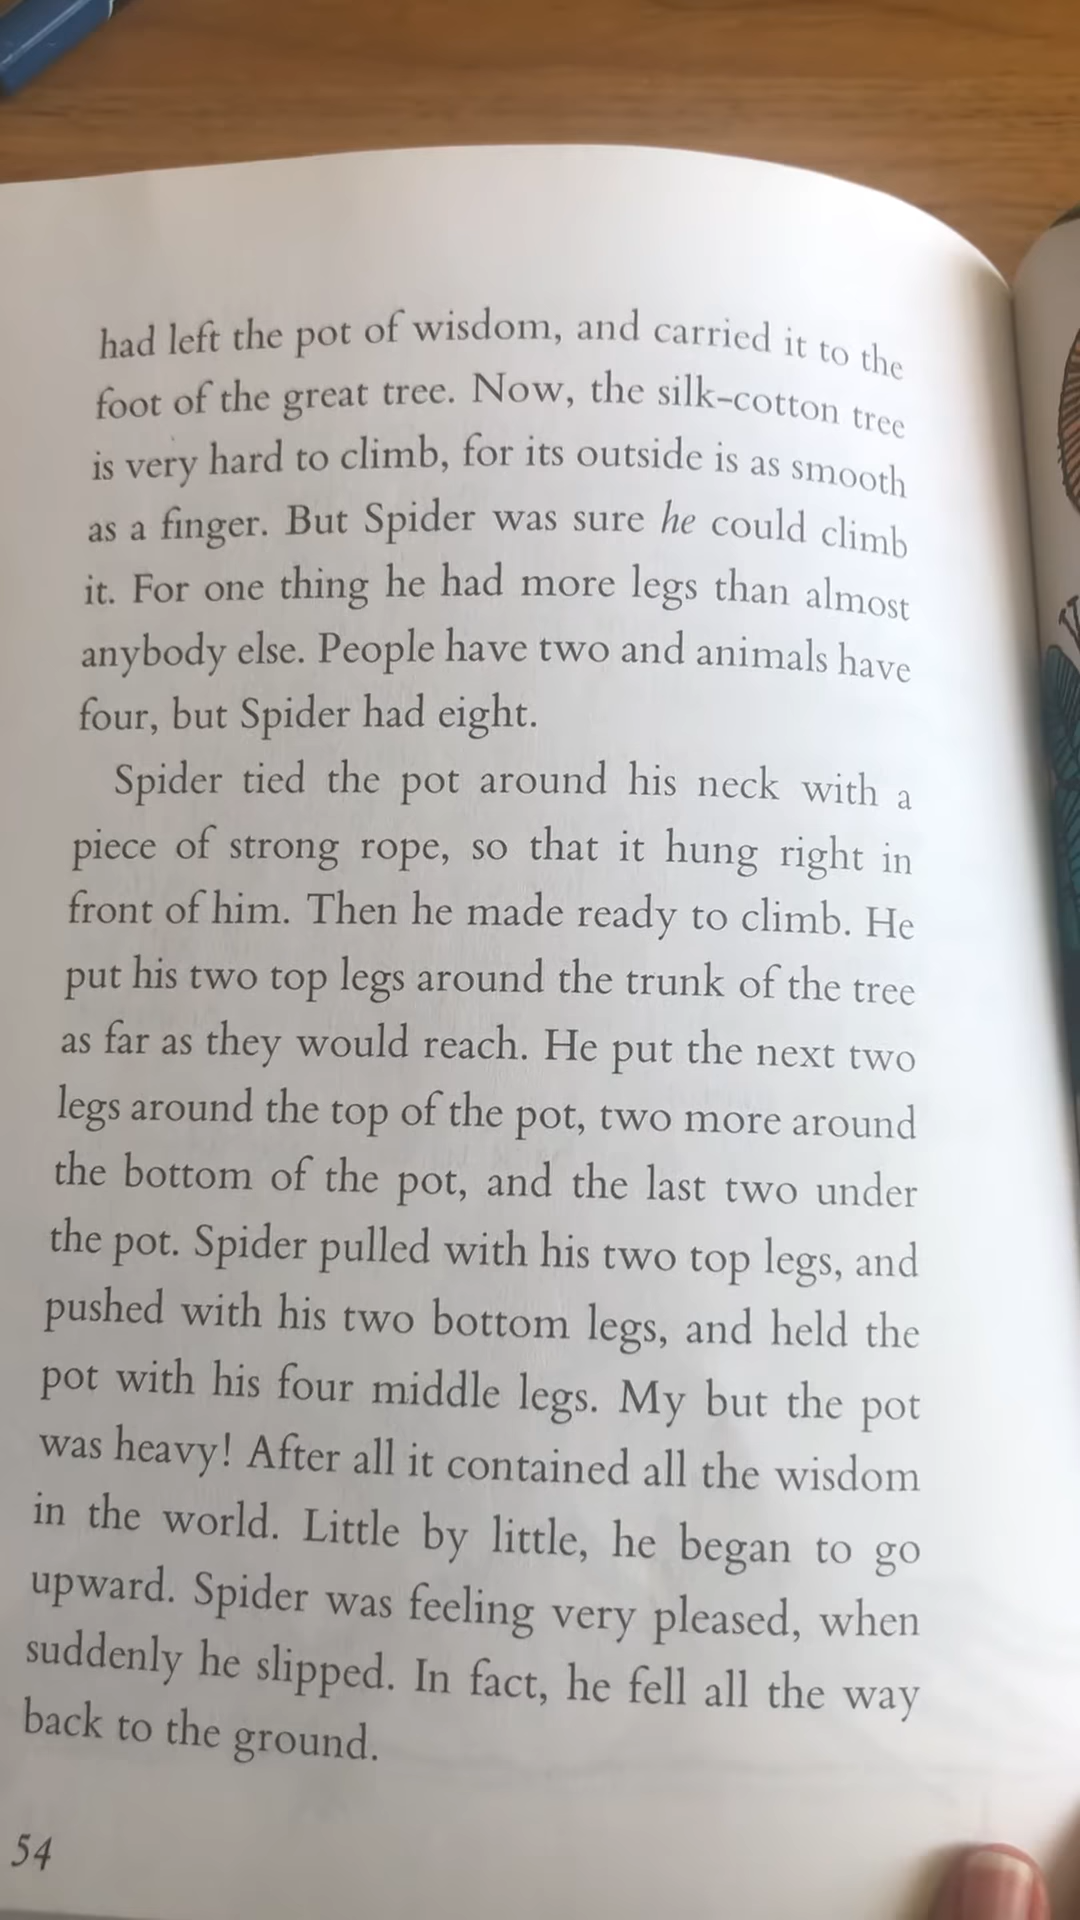 had left the pot of wisdom, and carried it to the
foot of the great tree. Now, the silk-cotton tree
is very hard to climb, for its outside is as smooth
as a finger. But Spider was sure he could climb
it. For one thing he had more legs than almost
anybody else. People have two and animals have
four, but Spider had eight.
Spider tied the pot around his neck with a
piece of strong rope, so that it hung right in
front of him. Then he made ready to climb. He
put his two top legs around the trunk of the tree
as far as they would reach. He put the next two
legs around the top of the pot, two more around
the bottom of the pot, and the last two under
the pot. Spider pulled with his two top legs, and
pushed with his two bottom legs, and held the
pot with his four middle legs. My but the pot
was heavy! After all it contained all the wisdom
in the world. Little by little, he began to go
upward. Spider was feeling very pleased, when
suddenly he slipped. In fact, he fell all the way
back to the ground.
54